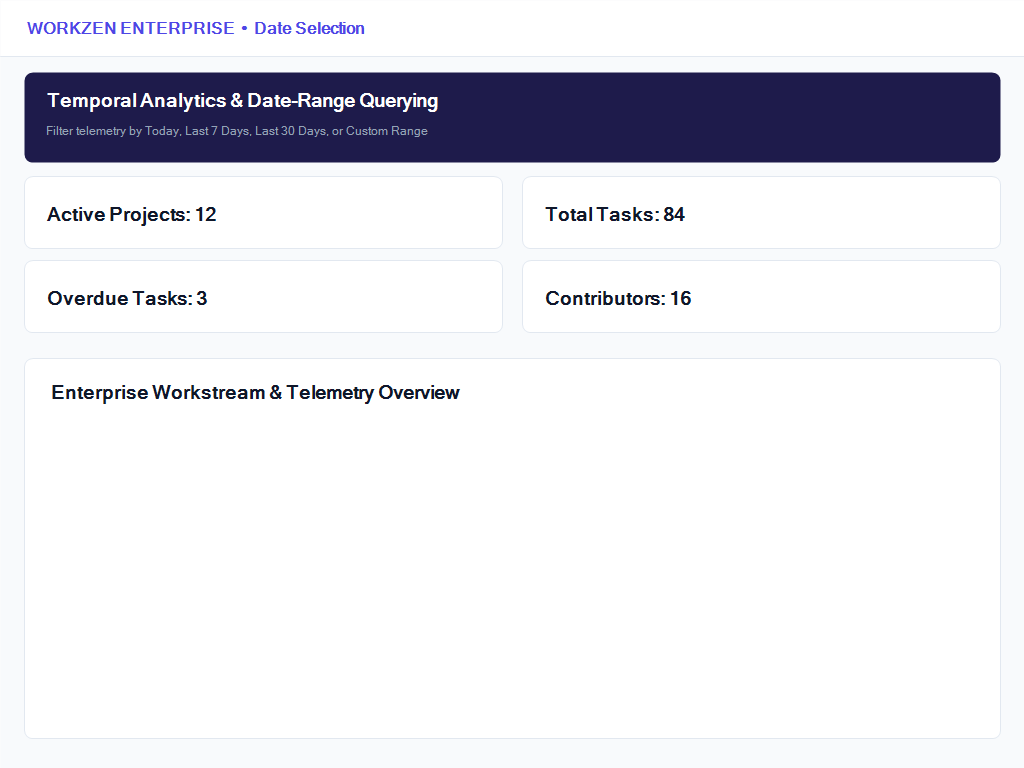 WORKZEN ENTERPRISE • Date Selection
Temporal Analytics & Date-Range Querying
Filter telemetry by Today, Last 7 Days, Last 30 Days, or Custom Range
Active Projects: 12
Total Tasks: 84
Overdue Tasks: 3
Contributors: 16
Enterprise Workstream & Telemetry Overview